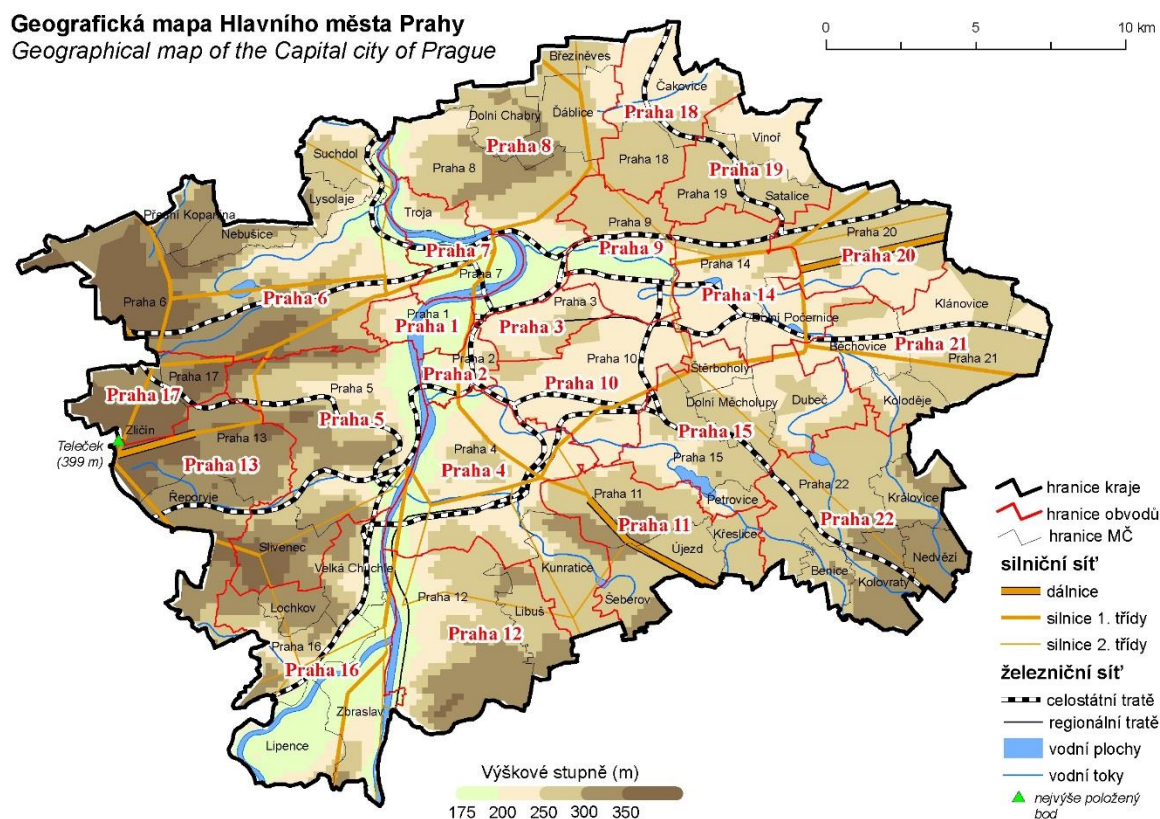 Geografická mapa Hlavního města Prahy
Geographical map of the Capital city of Prague
0 5 10 km
Březiněves
Čakovice
Dolní Chabry
Ďáblice
Praha 18
Praha 8
Vinoř
Suchdol
Praha 8
Praha 18
Praha 19
Lysolaje
Praha 19
Satalice
Přední Kopanina
Troja
Nebušice
Praha 9
Praha 20
Praha 7
Praha 9
Praha 20
Praha 7
Praha 14
Praha 6
Praha 6
Praha 14
Praha 3
Klánovice
Praha 1
Praha 1
Praha 3
Dolní Počernice
Běchovice
Praha 21
Praha 17
Praha 2
Praha 10
Praha 21
Praha 2
Štěrboholy
Praha 17
Praha 5
Praha 10
Koloděje
Dubeč
Dolní Měcholupy
Praha 5
Zličín
Praha 15
Praha 13
Teleček
(399 m)
Praha 4
Praha 13
Praha 4
Praha 15
Praha 22
Řeporyje
Praha 11
Petrovice
Královice
Praha 11
Praha 22
Křeslice
Slivenec
Újezd
Nedvězí
Velká Chuchle
Kunratice
Benice
Kolovraty
Praha 12
Šeberov
Lochkov
Libuš
Praha 12
Praha 16
Praha 16
Zbraslav
Lipence
hranice kraje
hranice obvodů
hranice MČ
silniční síť
dálnice
silnice 1. třídy
silnice 2. třídy
železniční síť
celostátní tratě
regionální tratě
vodní plochy
vodní toky
nejvýše položený
bod
Výškové stupně (m)
175 200 250 300 350